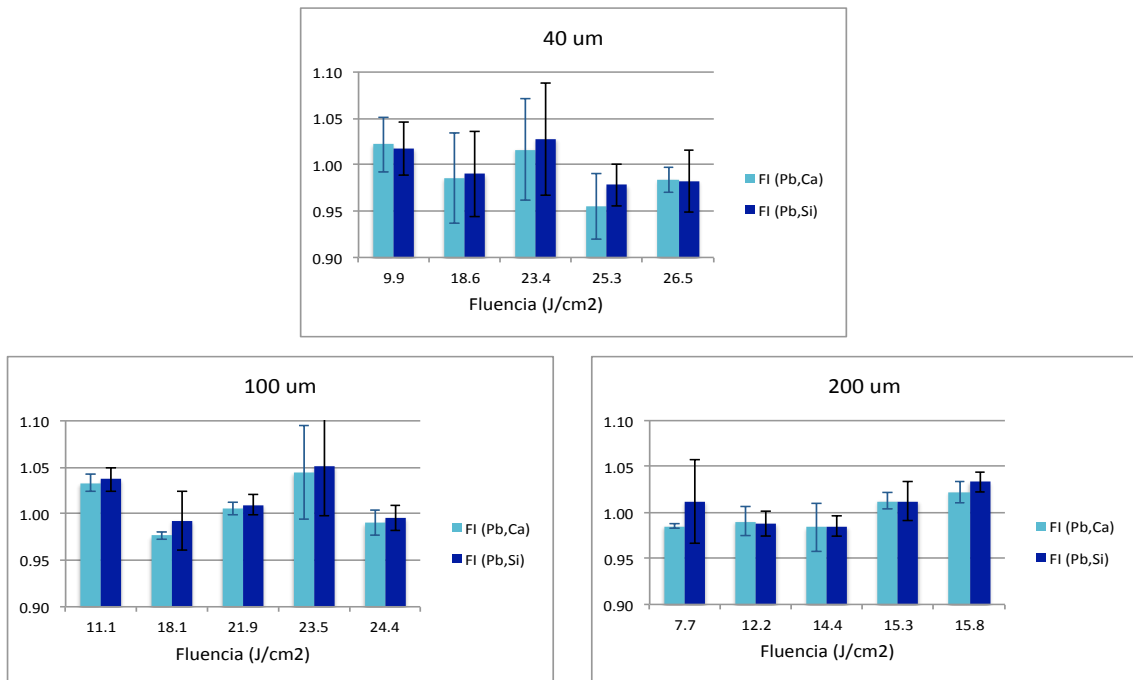 40 um
1.10
1.05
1.00
0.95
0.90
FI (Pb,Ca)
FI (Pb,Si)
9.9 18.6 23.4 25.3 26.5
Fluencia (J/cm2)
100 um
1.10
1.05
1.00
0.95
0.90
FI (Pb,Ca)
FI (Pb,Si)
11.1 18.1 21.9 23.5 24.4
Fluencia (J/cm2)
200 um
1.10
1.05
1.00
0.95
0.90
FI (Pb,Ca)
FI (Pb,Si)
7.7 12.2 14.4 15.3 15.8
Fluencia (J/cm2)